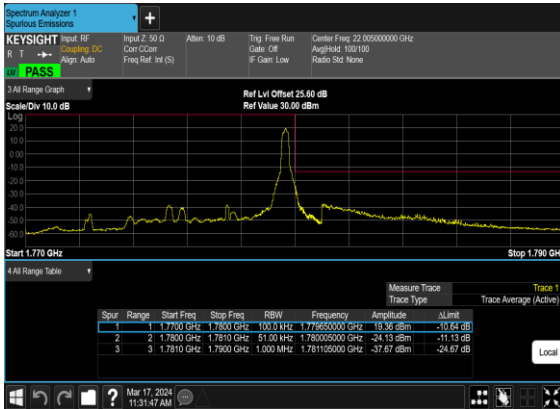 Spectrum Analyzer 1
Spurious Emissions
KEYSIGHT Input: RF Input Z: 50 Ω Atten: 10 dB Trig: Free Run Center Freq: 22.005000000 GHz
R T Coupling: DC Corr CCorr Gate: Off Avg|Hold: 100/100
Align: Auto Freq Ref: Int (S) IF Gain: Low Radio Std: None
LXI PASS
3 All Range Graph
Ref Lvl Offset 25.60 dB
Scale/Div 10.0 dB Ref Value 30.00 dBm
Log
20.0
10.0
0.00
-10.0
-20.0
-30.0
-40.0
-50.0
-60.0
Start 1.770 GHz Stop 1.790 GH
4 All Range Table
Measure Trace Trace 1
Trace Type Trace Average (Active)
Spur Range Start Freq Stop Freq RBW Frequency Amplitude ΔLimit
1 1 1.7700 GHz 1.7800 GHz 100.0 kHz 1.779650000 GHz 19.36 dBm -10.64 dB
2 2 1.7800 GHz 1.7810 GHz 51.00 kHz 1.780005000 GHz -24.13 dBm -11.13 dB
3 3 1.7810 GHz 1.7900 GHz 1.000 MHz 1.781105000 GHz -37.67 dBm -24.67 dB
Local
? Mar 17, 2024
11:31:47 AM